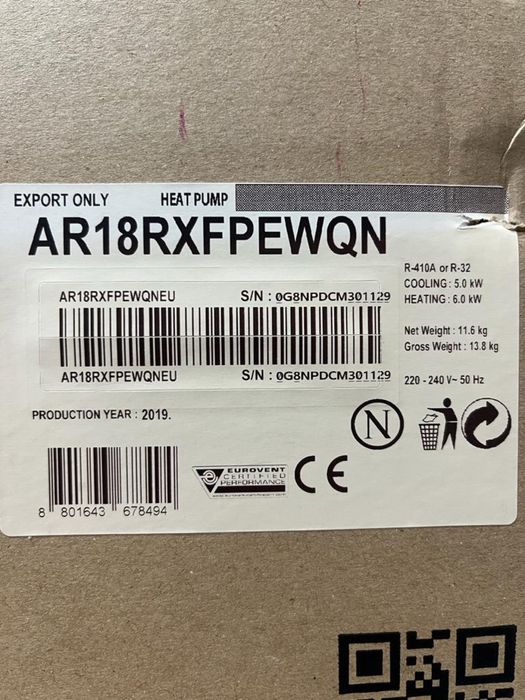 EXPORT ONLY HEAT PUMP
AR18RXFPEWQN
R-410A or R-32
COOLING : 5.0 kW
HEATING : 6.0 kW
Net Weight : 11.6 kg
Gross Weight : 13.8 kg
220 - 240 V~ 50 Hz
AR18RXFPEWQNEU S/N : 0G8NPDCM301129
AR18RXFPEWQNEU S/N : 0G8NPDCM301129
PRODUCTION YEAR : 2019.
N
8 801643 678494
EUROVENT
CERTIFIED
PERFORMANCE
CE